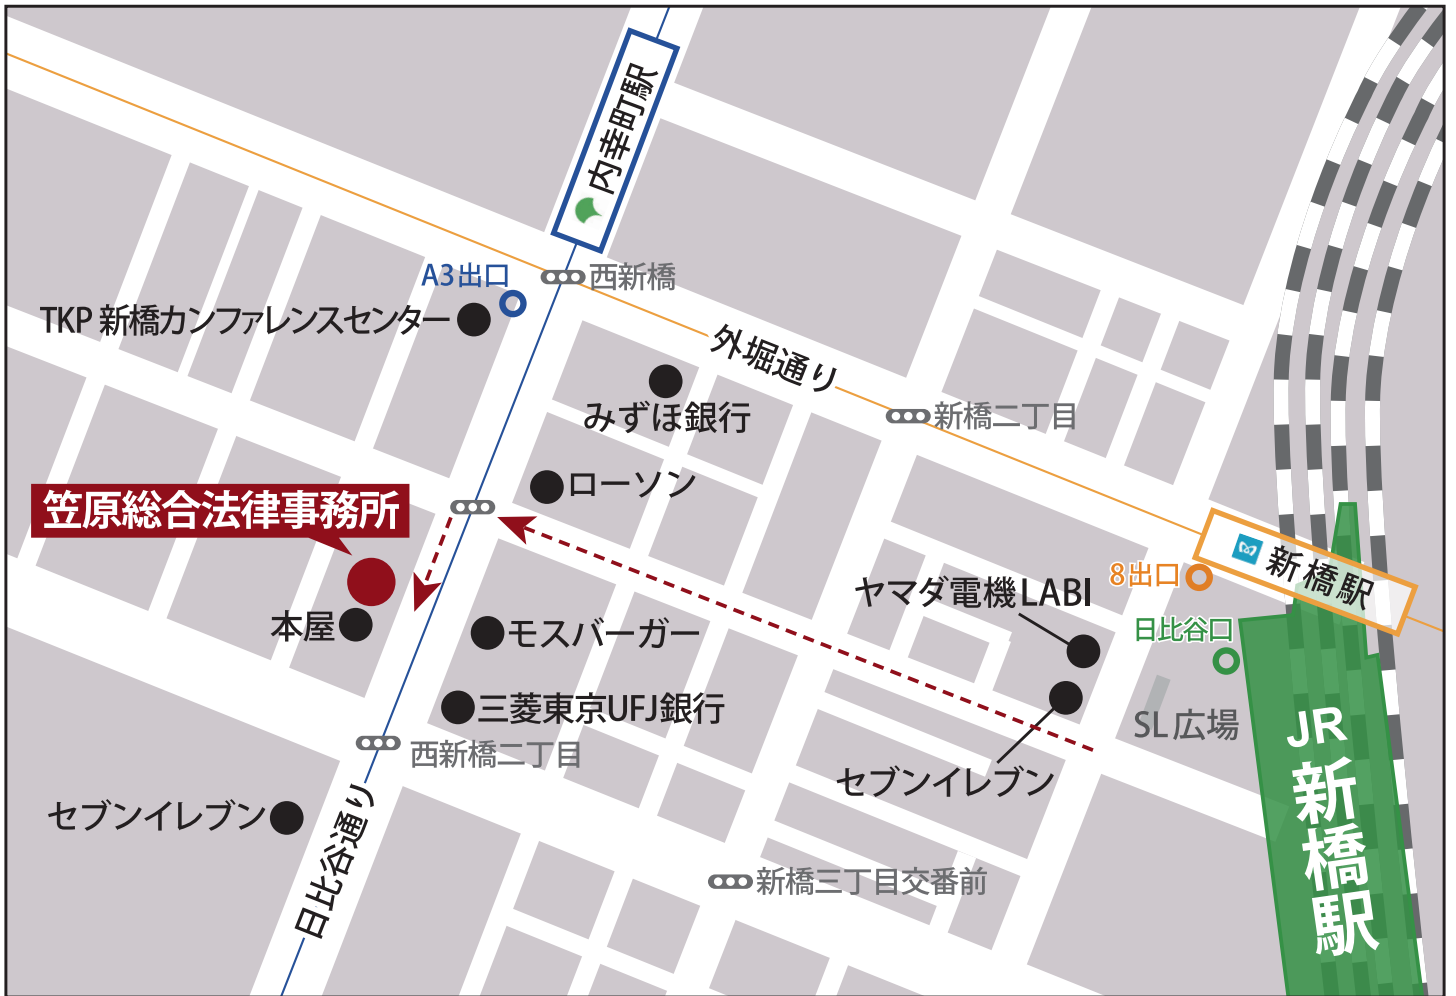 内幸町駅
A3出口
西新橋
TKP 新橋カンファレンスセンター
外堀通り
みずほ銀行
新橋二丁目
ローソン
笠原総合法律事務所
新橋駅
8出口
ヤマダ電機LABI
日比谷口
本屋
モスバーガー
三菱東京UFJ銀行
SL広場
JR新橋駅
西新橋二丁目
セブンイレブン
セブンイレブン
日比谷通り
新橋三丁目交番前